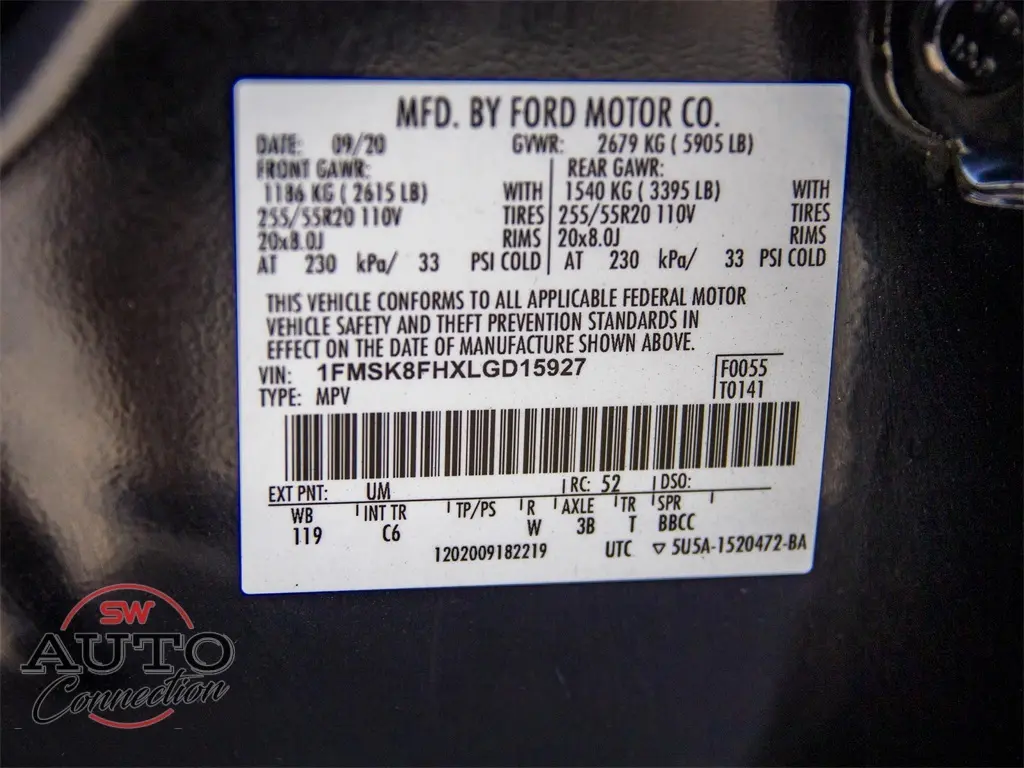 MFD. BY FORD MOTOR CO.
DATE: 09/20 GVWR: 2679 KG ( 5905 LB)
FRONT GAWR: REAR GAWR:
1186 KG ( 2615 LB) WITH 1540 KG ( 3395 LB) WITH
255/55R20 110V TIRES 255/55R20 110V TIRES
20x8.0J RIMS 20x8.0J RIMS
AT 230 kPa/ 33 PSI COLD AT 230 kPa/ 33 PSI COLD
THIS VEHICLE CONFORMS TO ALL APPLICABLE FEDERAL MOTOR
VEHICLE SAFETY AND THEFT PREVENTION STANDARDS IN
EFFECT ON THE DATE OF MANUFACTURE SHOWN ABOVE.
VIN: 1FMSK8FHXLGD15927 F0055
TYPE: MPV T0141
EXT PNT: UM RC: 52 DSO:
WB INT TR TP/PS R AXLE TR SPR
119 C6 W 3B T BBCC
1202009182219 UTC ▽ 5U5A-1520472-BA
SW
AUTO
Connection